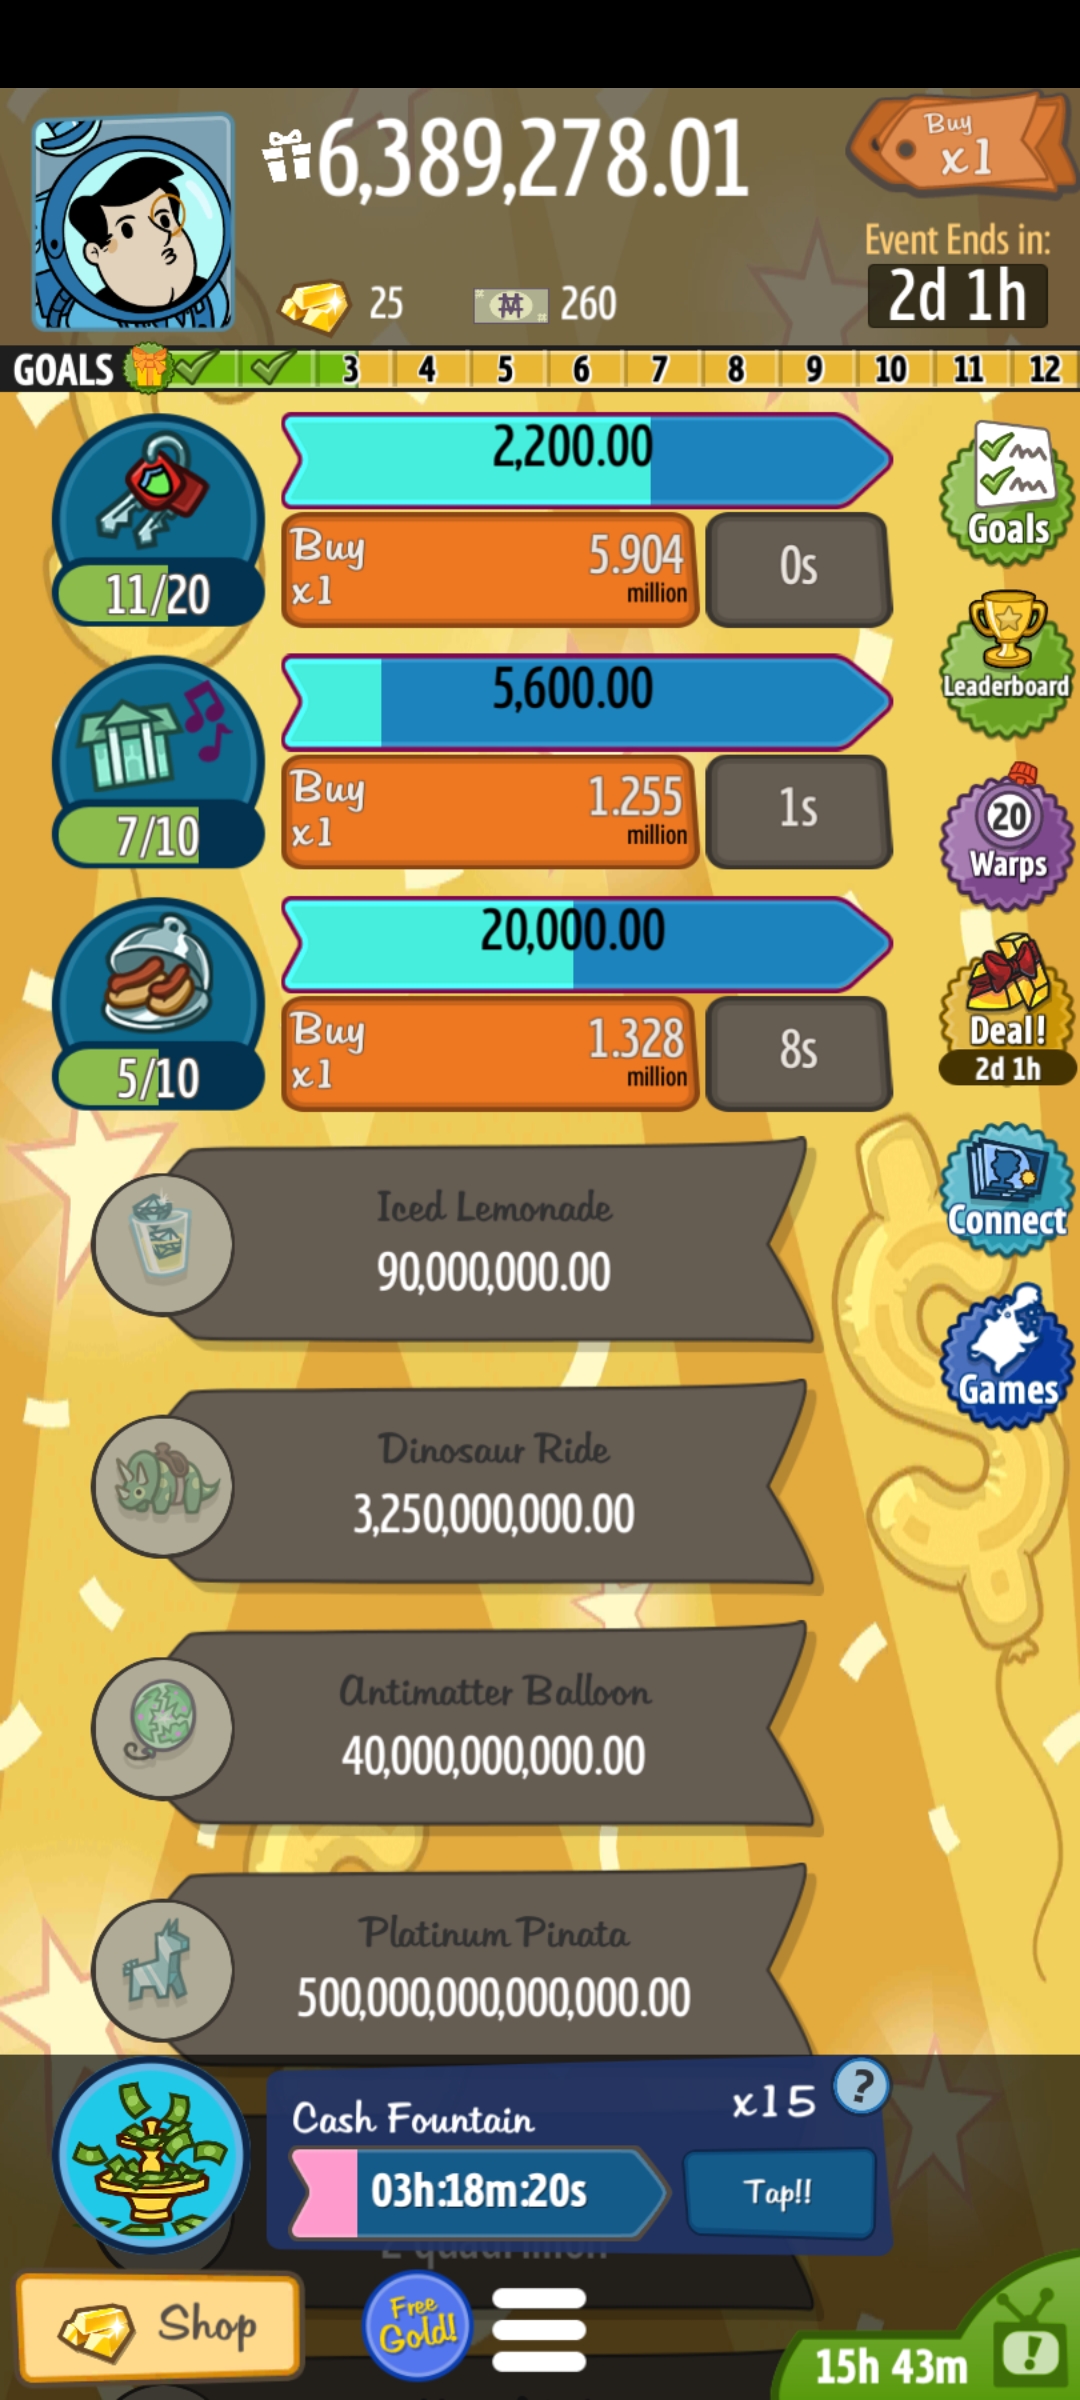 6,389,278.01
Buy
x1
Event Ends in:
2d 1h
25
260
GOALS 3 4 5 6 7 8 9 10 11 12
2,200.00
Buy
x1
5.904
million
0s
11/20
Goals
Leaderboard
5,600.00
Buy
x1
1.255
million
1s
7/10
20
Warps
20,000.00
Buy
x1
1.328
million
8s
5/10
Deal!
2d 1h
Connect
Games
Iced Lemonade
90,000,000.00
Dinosaur Ride
3,250,000,000.00
Antimatter Balloon
40,000,000,000.00
Platinum Pinata
500,000,000,000,000.00
Cash Fountain
x15
?
03h:18m:20s
Tap!!
Shop
Free
Gold!
15h 43m
!